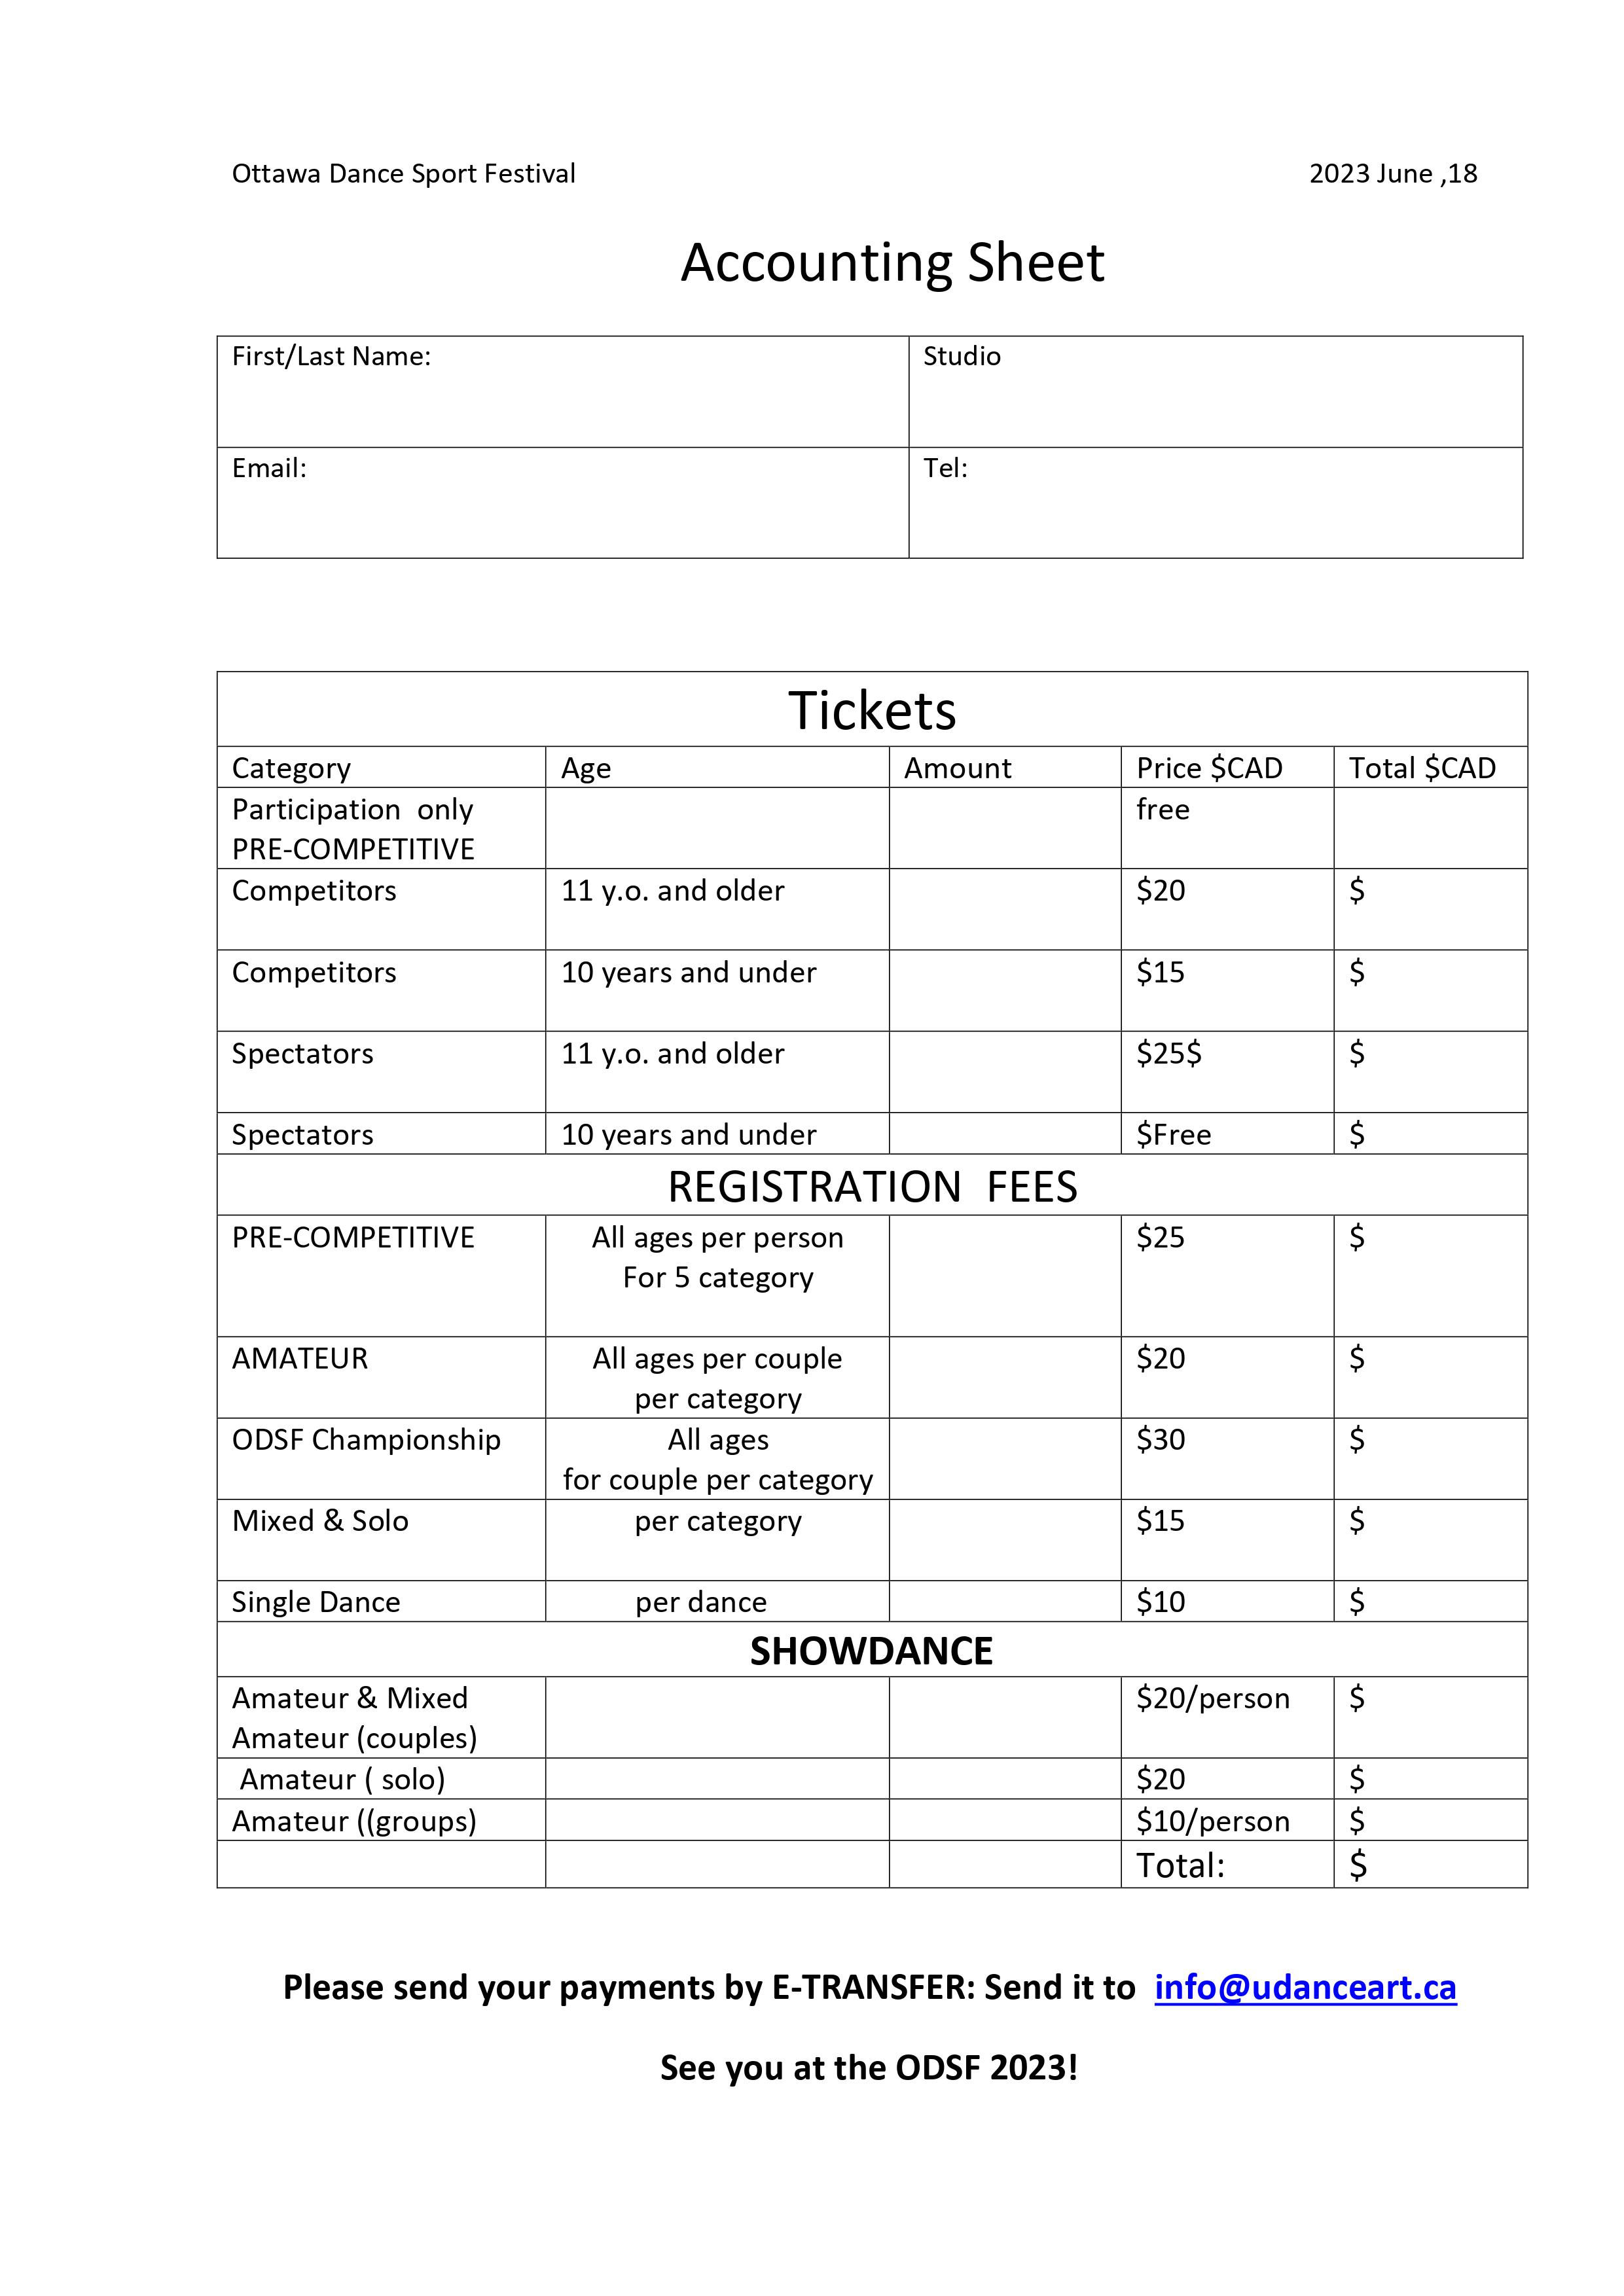 Ottawa Dance Sport Festival 2023 June ,18
Accounting Sheet
First/Last Name: Studio
Email: Tel:
Tickets
Category Age Amount Price $CAD Total $CAD
Participation only free
PRE-COMPETITIVE
Competitors 11 y.o. and older $20 $
Competitors 10 years and under $15 $
Spectators 11 y.o. and older $25$ $
Spectators 10 years and under $Free $
REGISTRATION FEES
PRE-COMPETITIVE All ages per person $25 $
For 5 category
AMATEUR All ages per couple $20 $
per category
ODSF Championship All ages $30 $
for couple per category
Mixed & Solo per category $15 $
Single Dance per dance $10 $
SHOWDANCE
Amateur & Mixed $20/person $
Amateur (couples)
Amateur ( solo) $20 $
Amateur ((groups) $10/person $
Total: $
Please send your payments by E-TRANSFER: Send it to info@udanceart.ca
See you at the ODSF 2023!